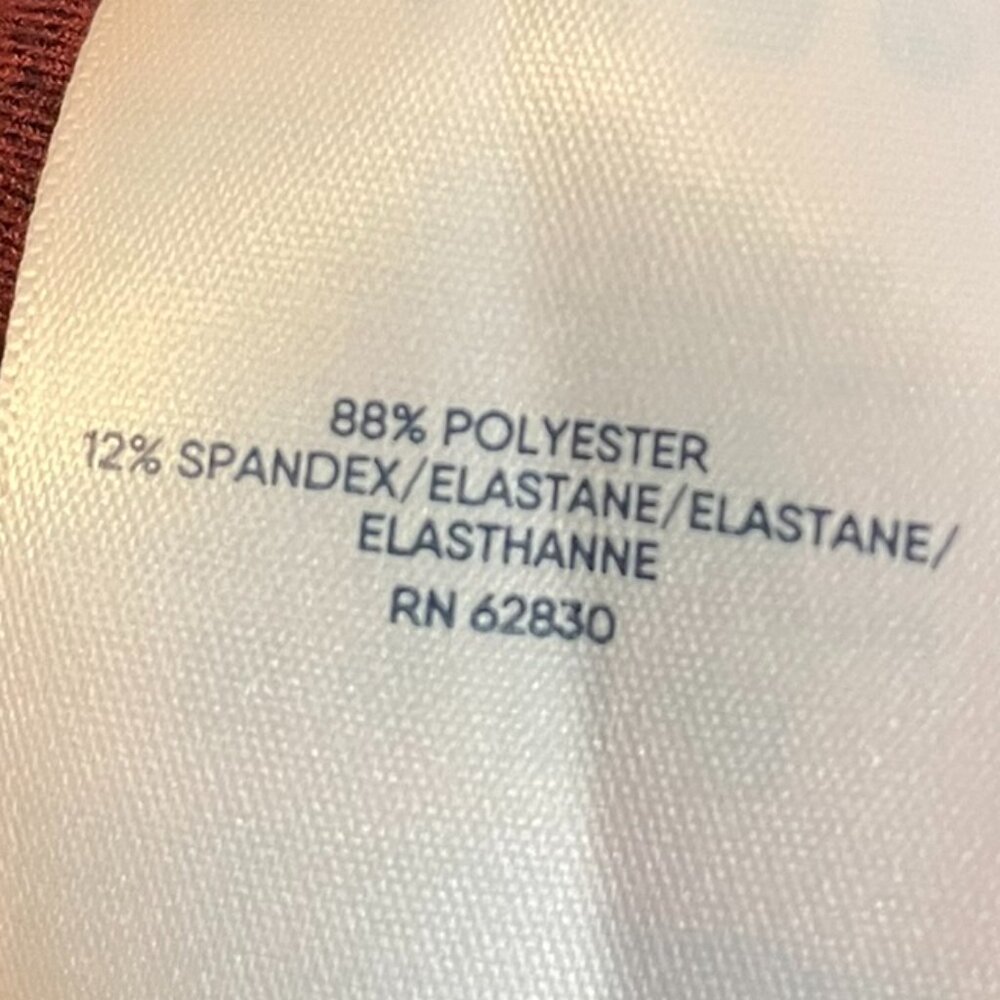 88% POLYESTER
12% SPANDEX/ELASTANE/ELASTANE/
ELASTHANNE
RN 62830